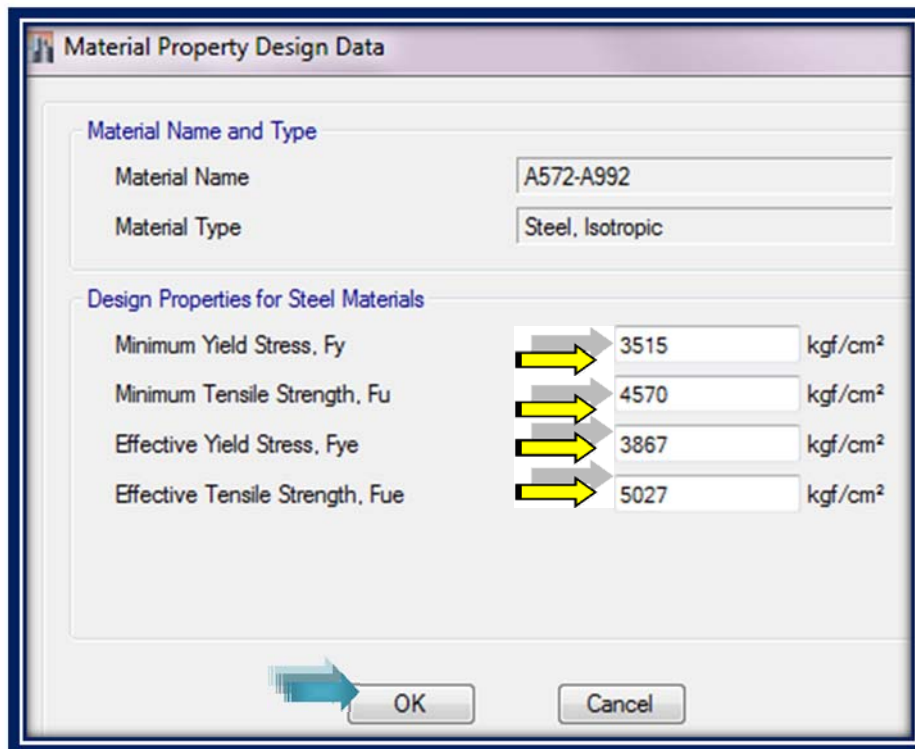 Material Property Design Data
Material Name and Type
Material Name A572-A992
Material Type Steel, Isotropic
Design Properties for Steel Materials
Minimum Yield Stress, Fy 3515 kgf/cm²
Minimum Tensile Strength, Fu 4570 kgf/cm²
Effective Yield Stress, Fye 3867 kgf/cm²
Effective Tensile Strength, Fue 5027 kgf/cm²
OK Cancel